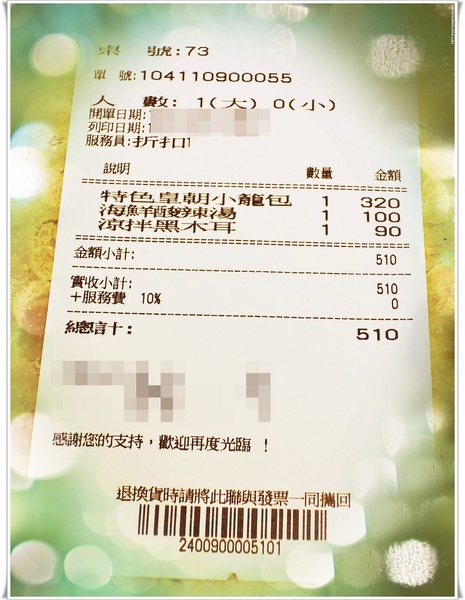 桌 號:73
單 號:104110900055
人 數: 1(大) 0(小)
開單日期:1
列印日期:1
服務員:折扣1
說明 數量 金額
特色皇朝小籠包 1 320
海鮮酸辣湯 1 100
涼拌黑木耳 1 90
金額小計: 510
實收小計: 510
+服務費 10% 0
總計: 510
感謝您的支持，歡迎再度光臨 !
退換貨時請將此聯與發票一同攜回
2400900005101